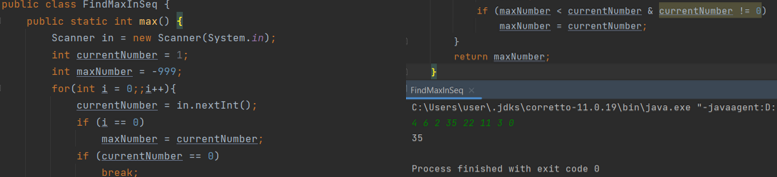 public class FindMaxInSeq {
public static int max() {
Scanner in = new Scanner(System.in);
int currentNumber = 1;
int maxNumber = -999;
for(int i = 0;;i++){
currentNumber = in.nextInt();
if (i == 0)
maxNumber = currentNumber;
if (currentNumber == 0)
break;
if (maxNumber < currentNumber & currentNumber != 0)
maxNumber = currentNumber;
}
return maxNumber;
}
FindMaxInSeq ×
C:\Users\user\.jdks\corretto-11.0.19\bin\java.exe "-javaagent:D:
4 6 2 35 22 11 3 0
35
Process finished with exit code 0